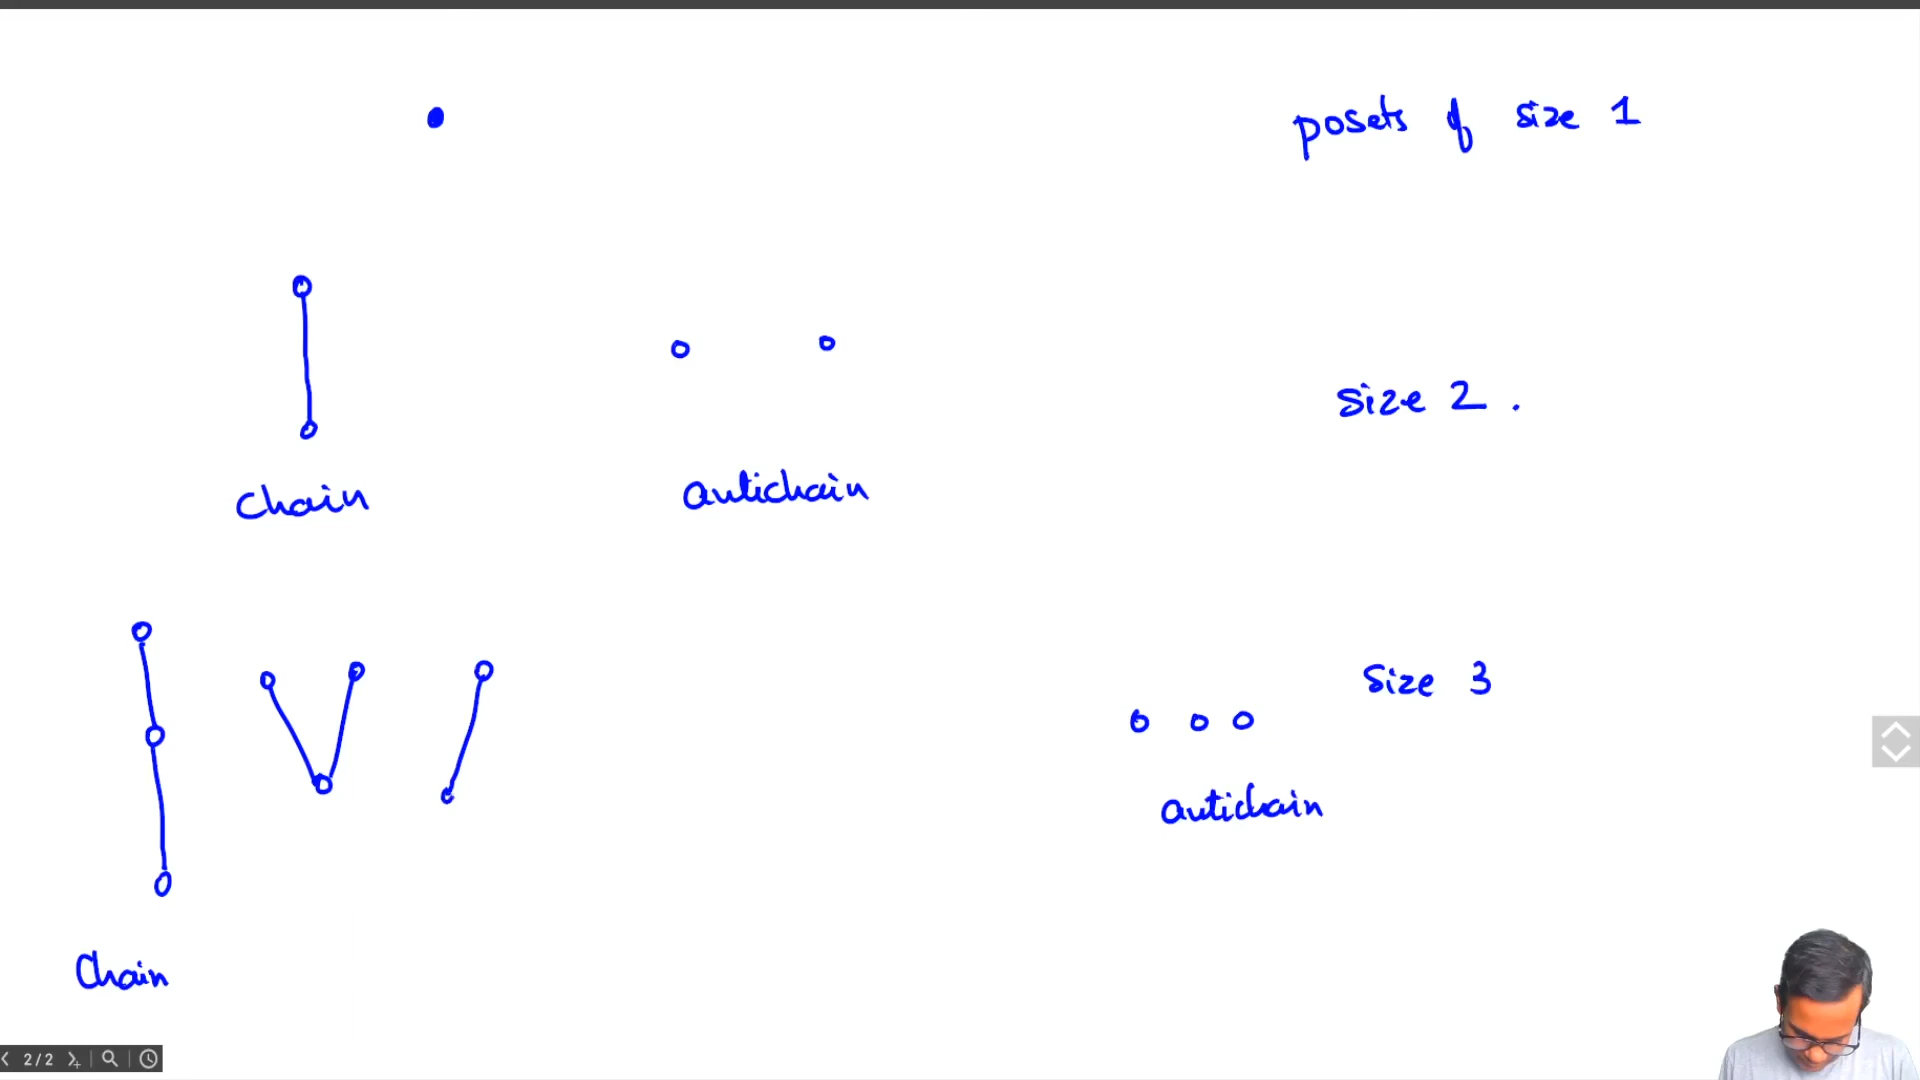 posets of size 1
size 2 .
chain
antichain
size 3
antichain
chain
2/2